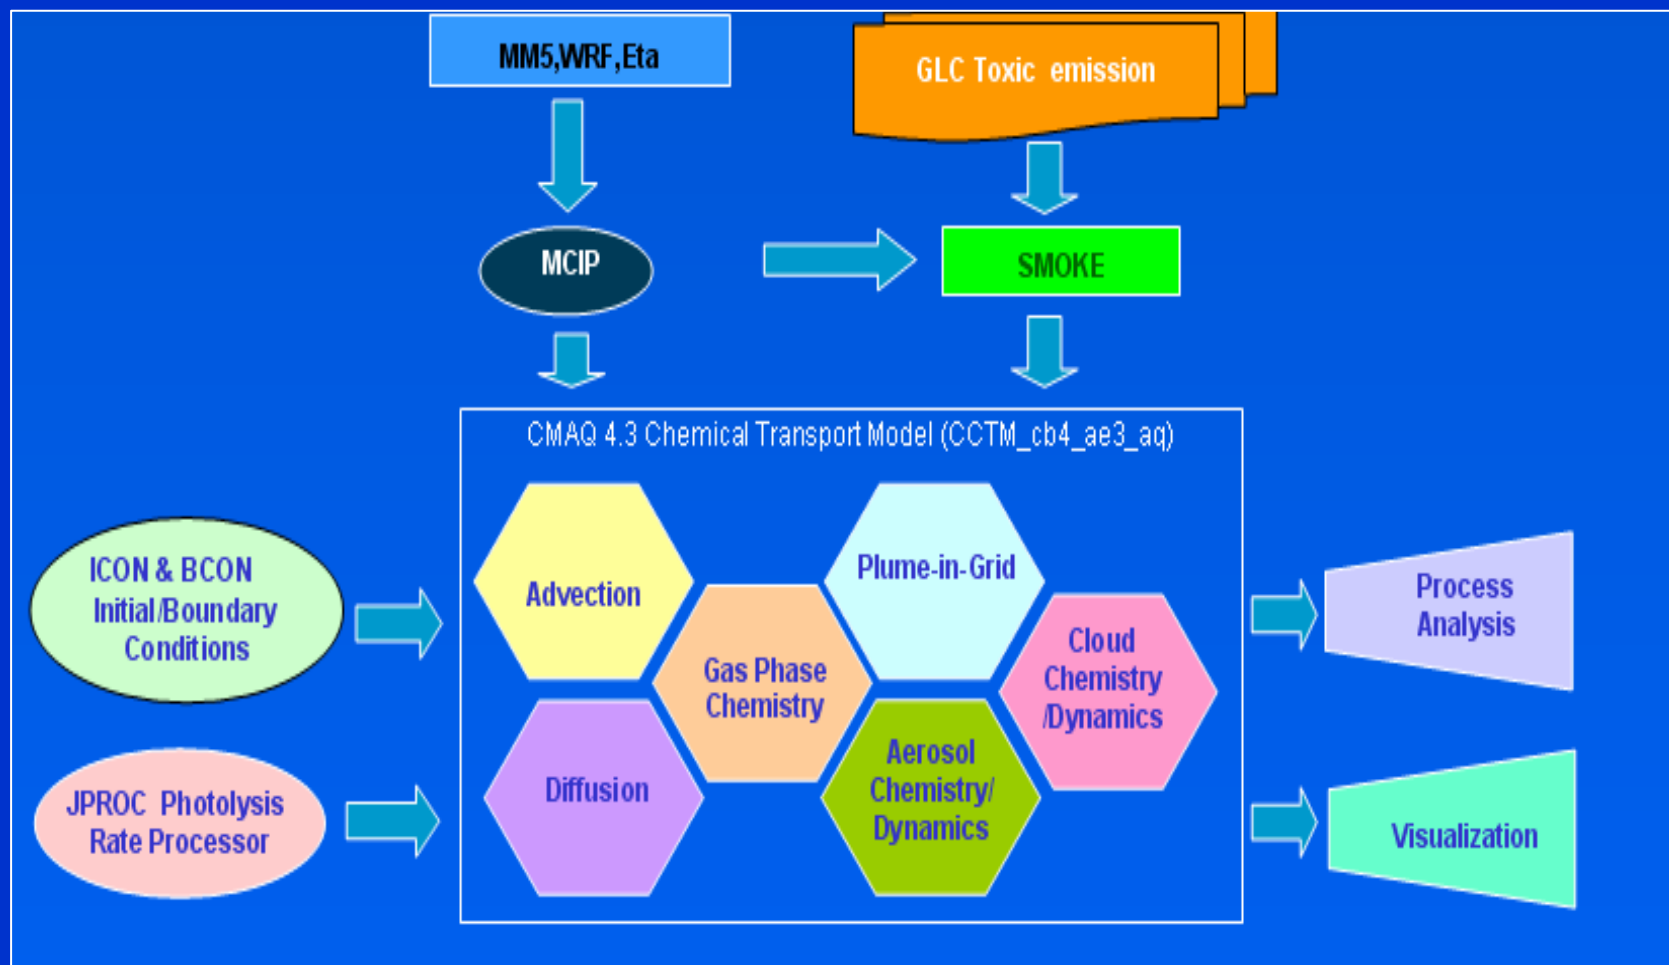 MM5,WRF,Eta
GLC Toxic emission
MCIP
SMOKE
CMAQ 4.3 Chemical Transport Model (CCTM_cb4_ae3_aq)
ICON & BCON
Initial/Boundary
Conditions
JPROC Photolysis
Rate Processor
Advection
Diffusion
Gas Phase
Chemistry
Plume-in-Grid
Aerosol
Chemistry/
Dynamics
Cloud
Chemistry
/Dynamics
Process
Analysis
Visualization